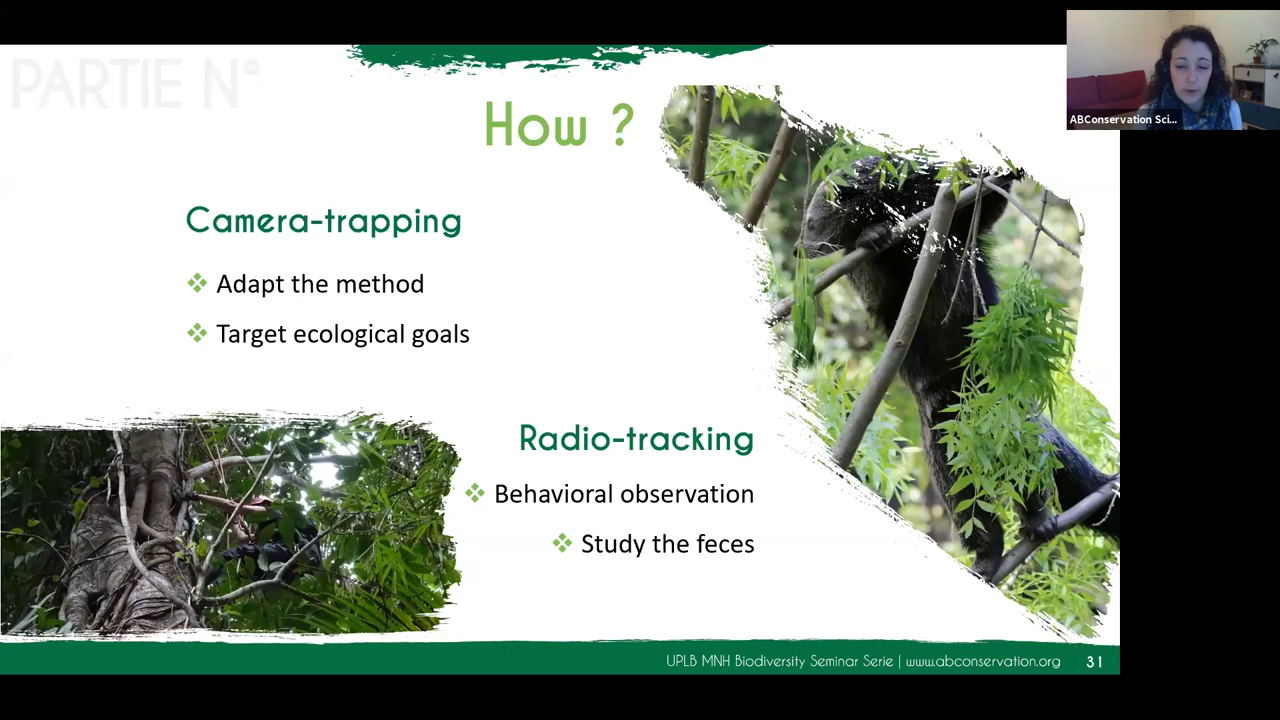 PARTIE N°
How ?
ABConservation Sci...
Camera-trapping
❖ Adapt the method
❖ Target ecological goals
Radio-tracking
❖ Behavioral observation
❖ Study the feces
UPLB MNH Biodiversity Seminar Serie | www.abconservation.org 31